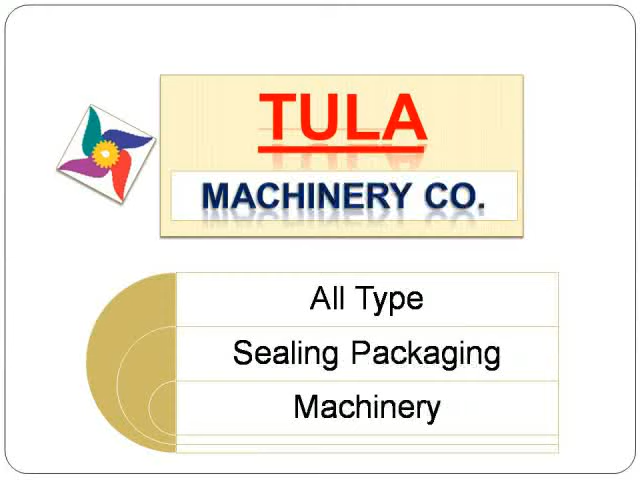 TULA
MACHINERY CO.
All Type
Sealing Packaging
Machinery